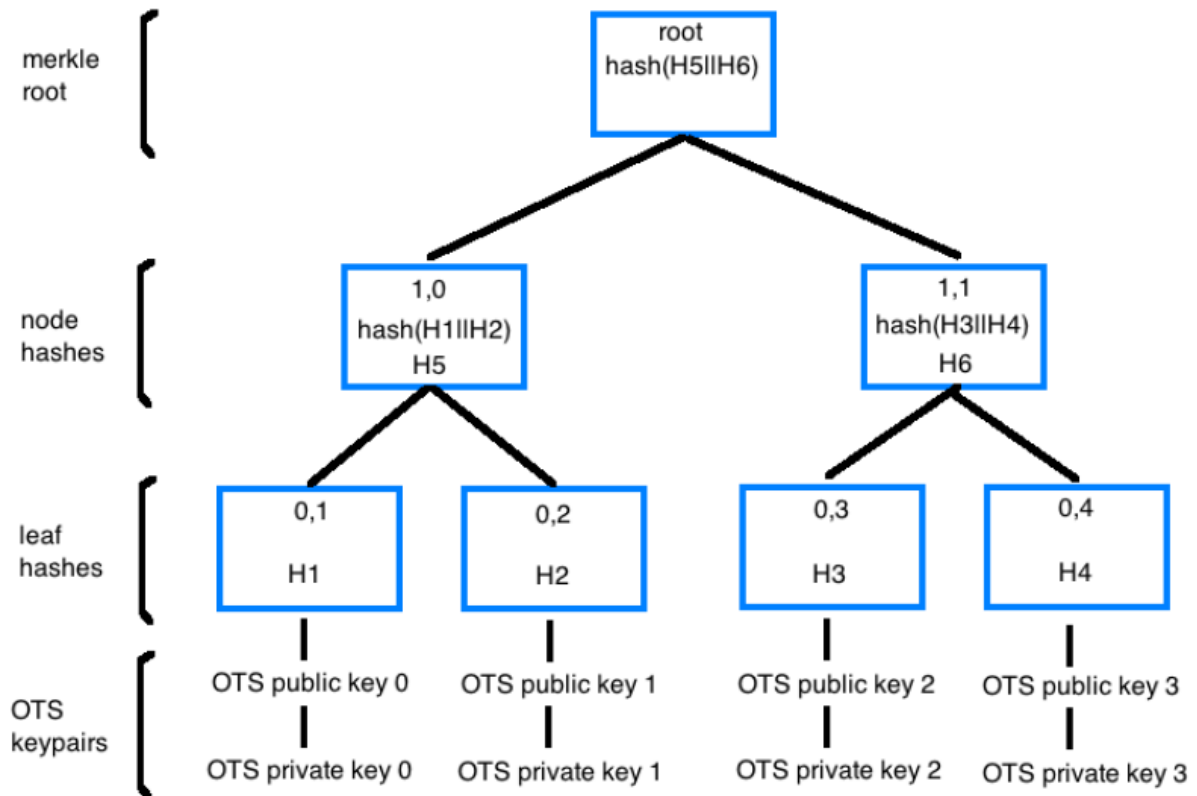 merkle
root
root
hash(H5||H6)
node
hashes
1,0
hash(H1||H2)
H5
1,1
hash(H3||H4)
H6
leaf
hashes
0,1
H1
0,2
H2
0,3
H3
0,4
H4
OTS
keypairs
OTS public key 0
OTS public key 1
OTS public key 2
OTS public key 3
OTS private key 0
OTS private key 1
OTS private key 2
OTS private key 3